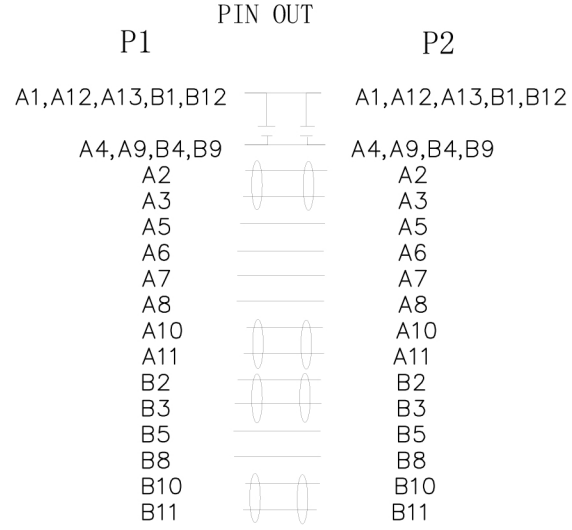 PIN OUT
P1 P2
A1,A12,A13,B1,B12 A1,A12,A13,B1,B12
A4,A9,B4,B9 A4,A9,B4,B9
A2 A2
A3 A3
A5 A5
A6 A6
A7 A7
A8 A8
A10 A10
A11 A11
B2 B2
B3 B3
B5 B5
B8 B8
B10 B10
B11 B11